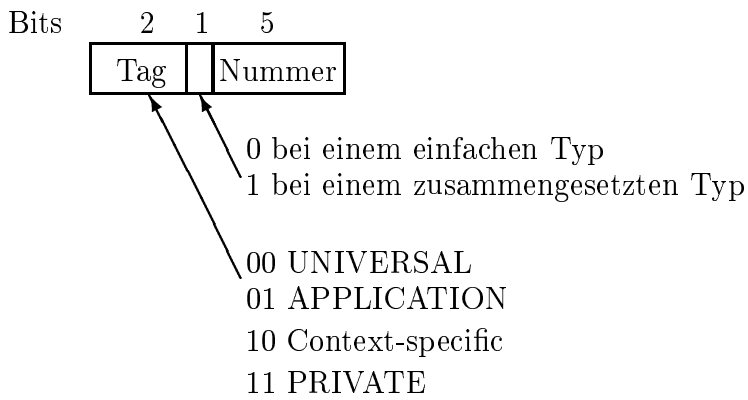 Bits 2 1 5
Tag Nummer
0 bei einem einfachen Typ
1 bei einem zusammengesetzten Typ
00 UNIVERSAL
01 APPLICATION
10 Context-specific
11 PRIVATE